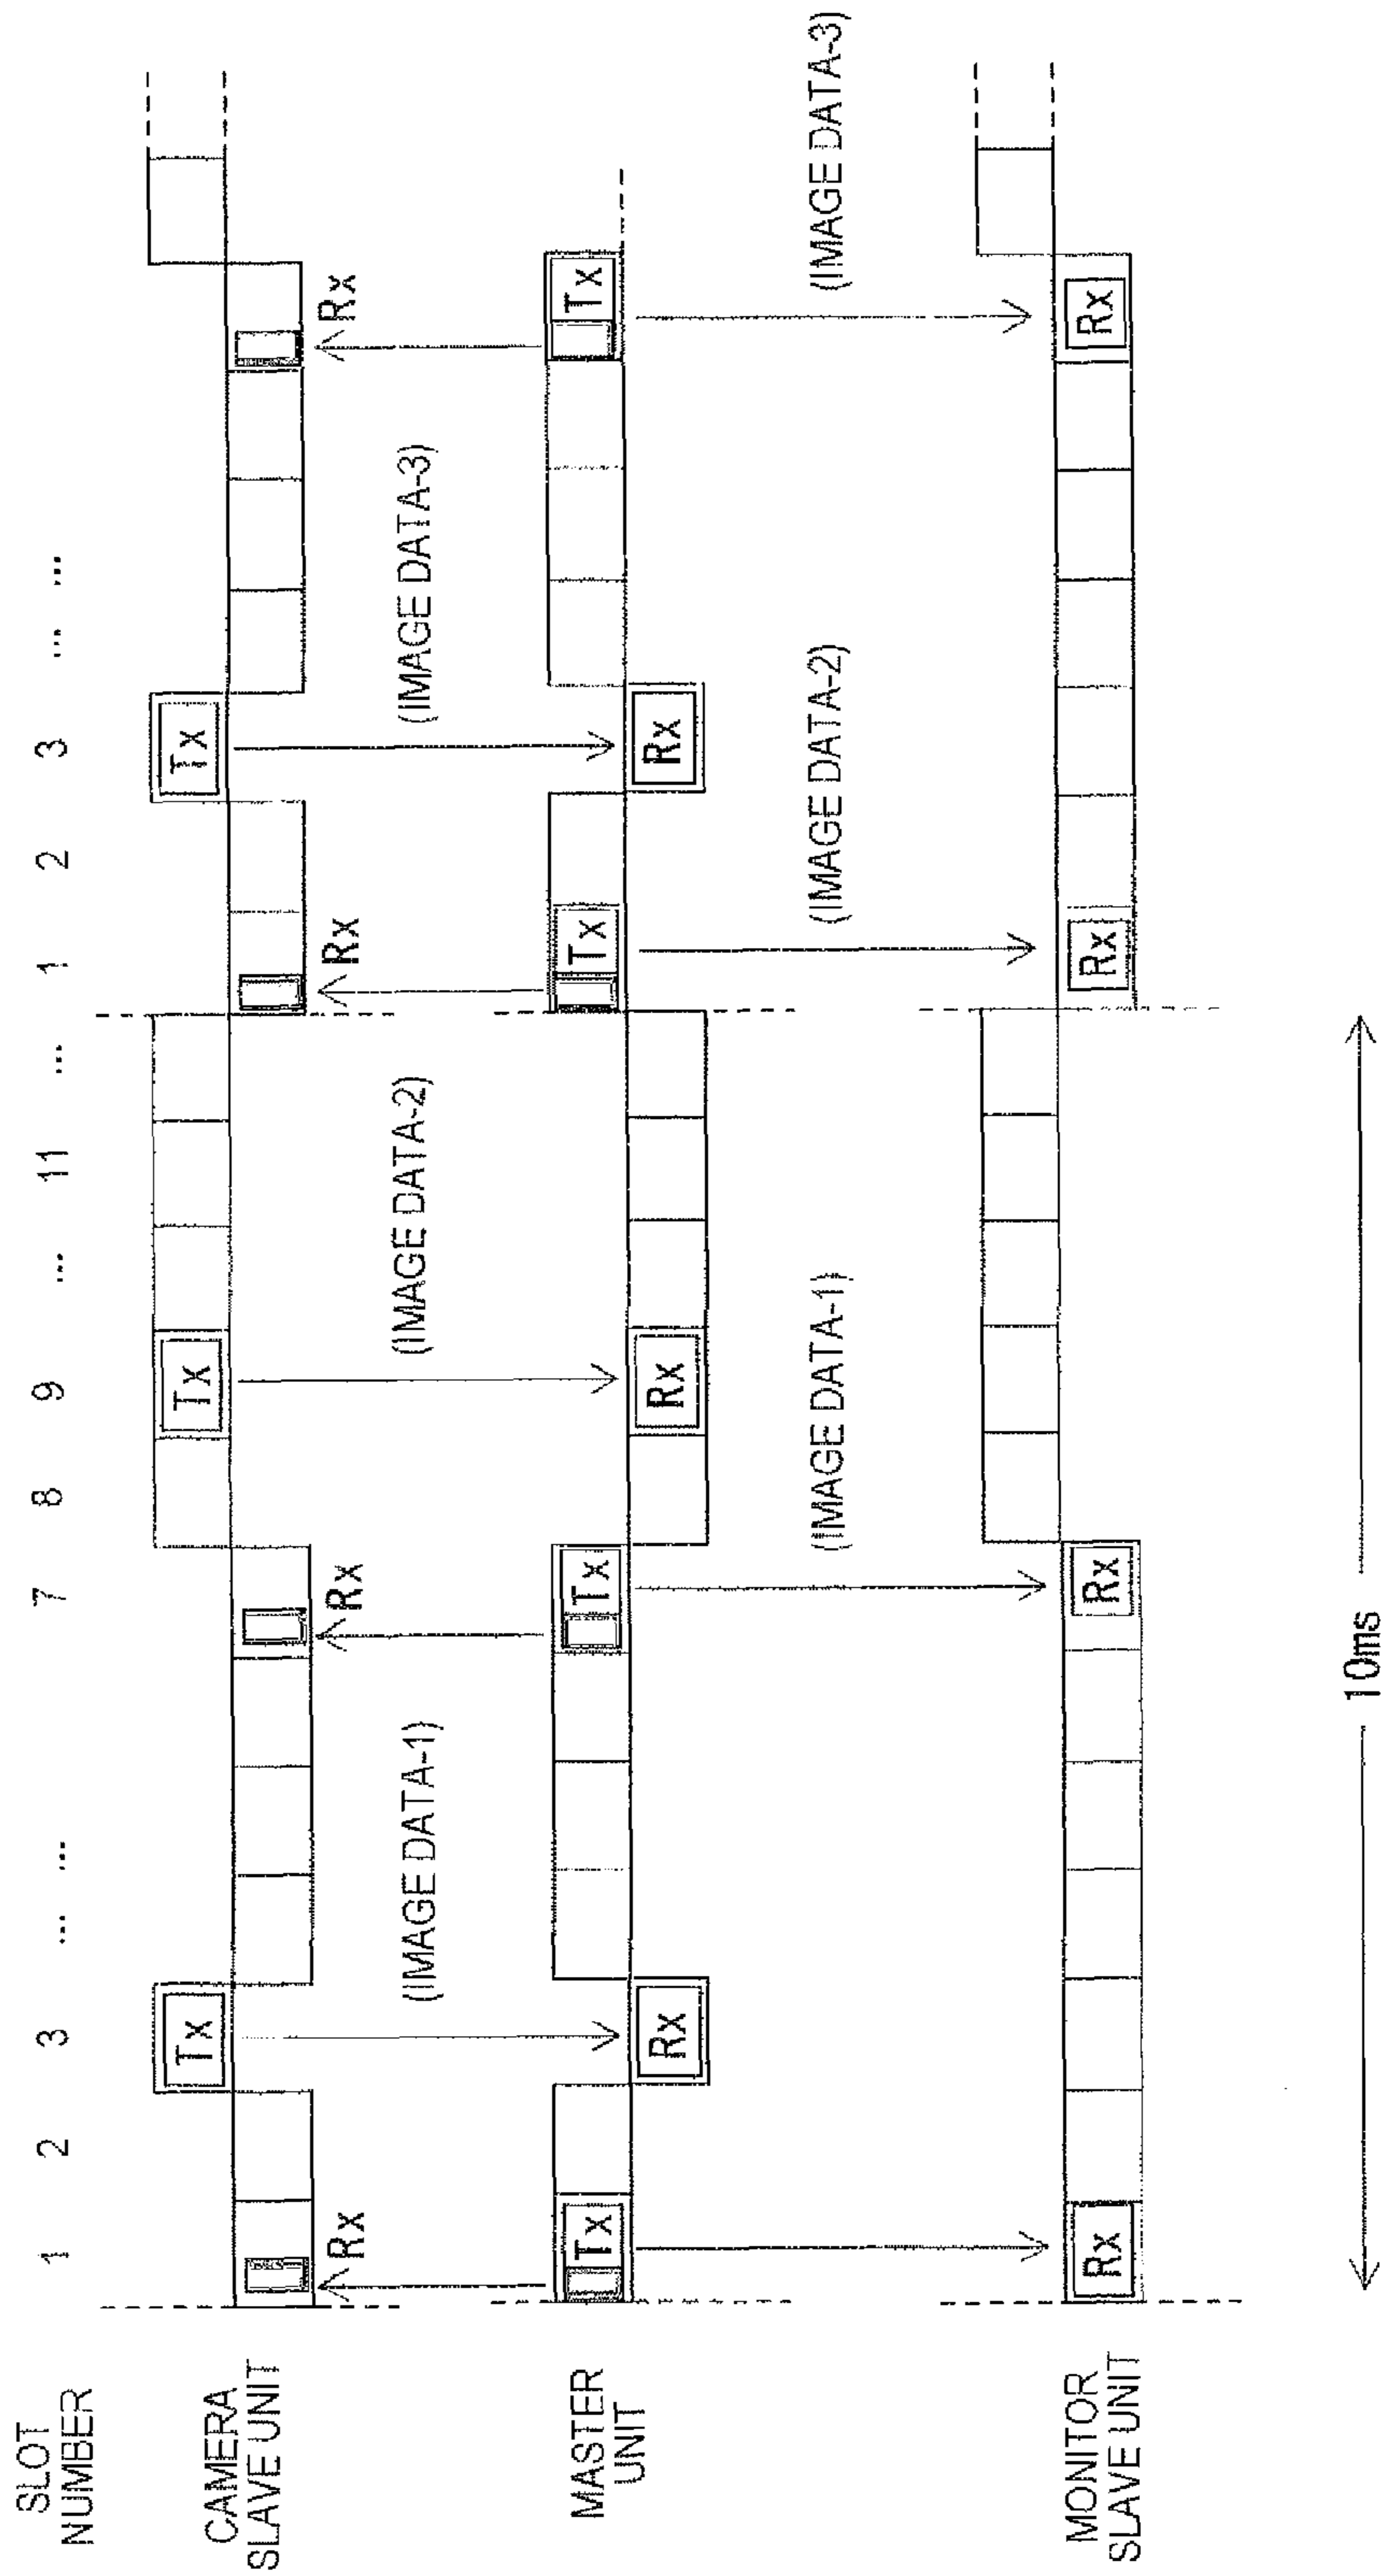 SLOT
NUMBER
1 2 3 ... ... 7 8 9 ... 11 ... 1 2 3 ... ...
CAMERA
SLAVE UNIT
Tx Tx Tx
Rx Rx Rx Rx
(IMAGE DATA-1) (IMAGE DATA-2) (IMAGE DATA-3)
MASTER
UNIT
Tx Tx Tx Tx
Rx Rx Rx
(IMAGE DATA-1) (IMAGE DATA-2) (IMAGE DATA-3)
MONITOR
SLAVE UNIT
Rx Rx Rx Rx
10ms